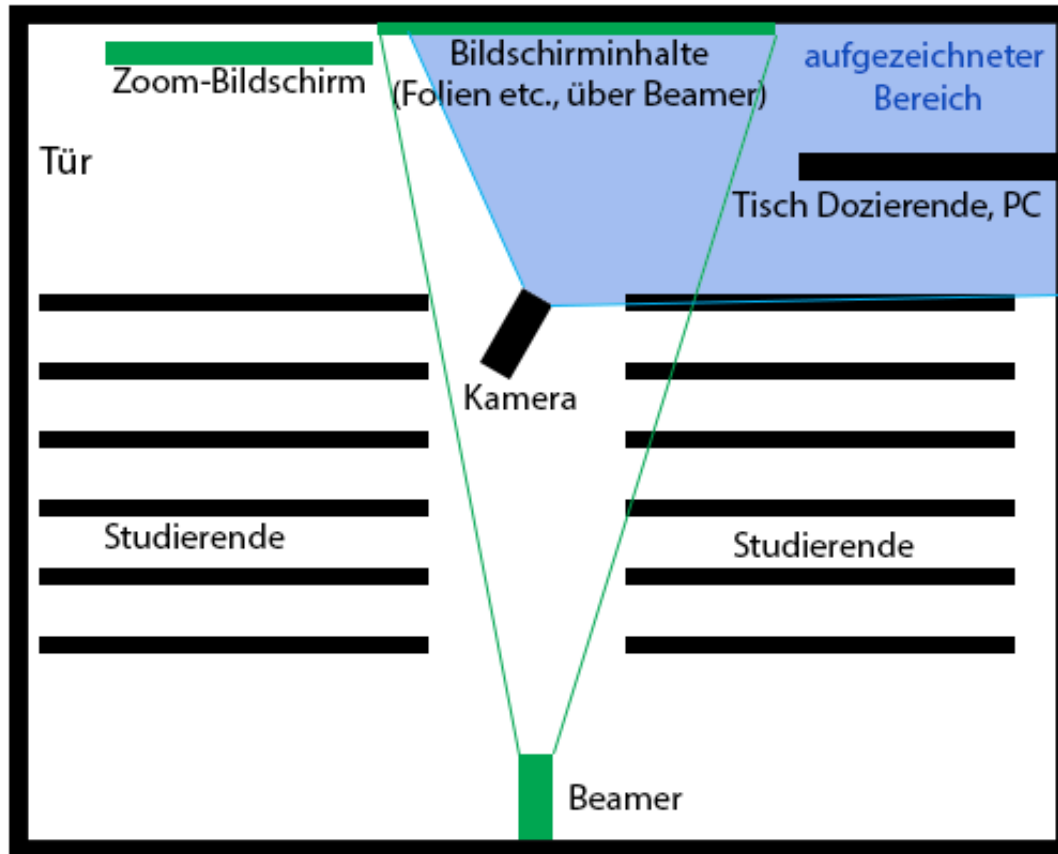 Zoom-Bildschirm
Bildschirminhalte
(Folien etc., über Beamer)
aufgezeichneter
Bereich
Tür
Tisch Dozierende, PC
Kamera
Studierende
Studierende
Beamer